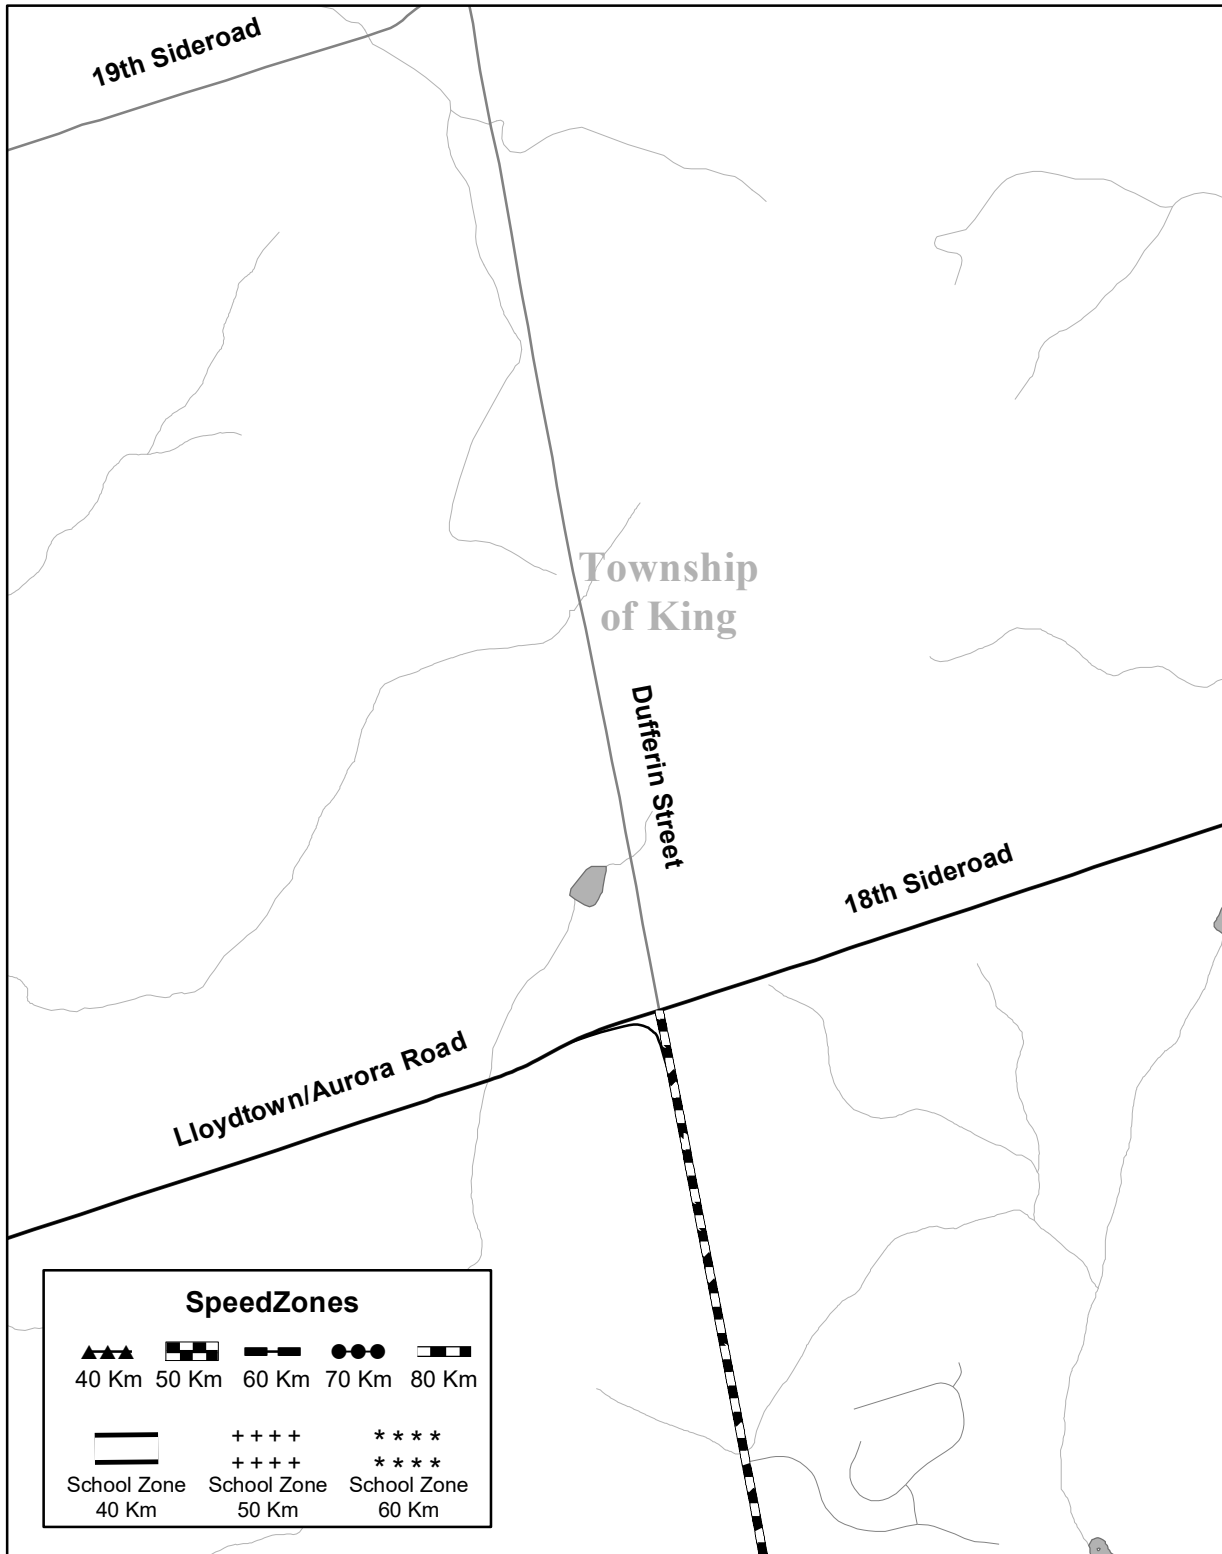 19th Sideroad
Township
of King
Dufferin Street
18th Sideroad
Lloydtown/Aurora Road
SpeedZones
40 Km 50 Km 60 Km 70 Km 80 Km
School Zone School Zone School Zone
40 Km 50 Km 60 Km